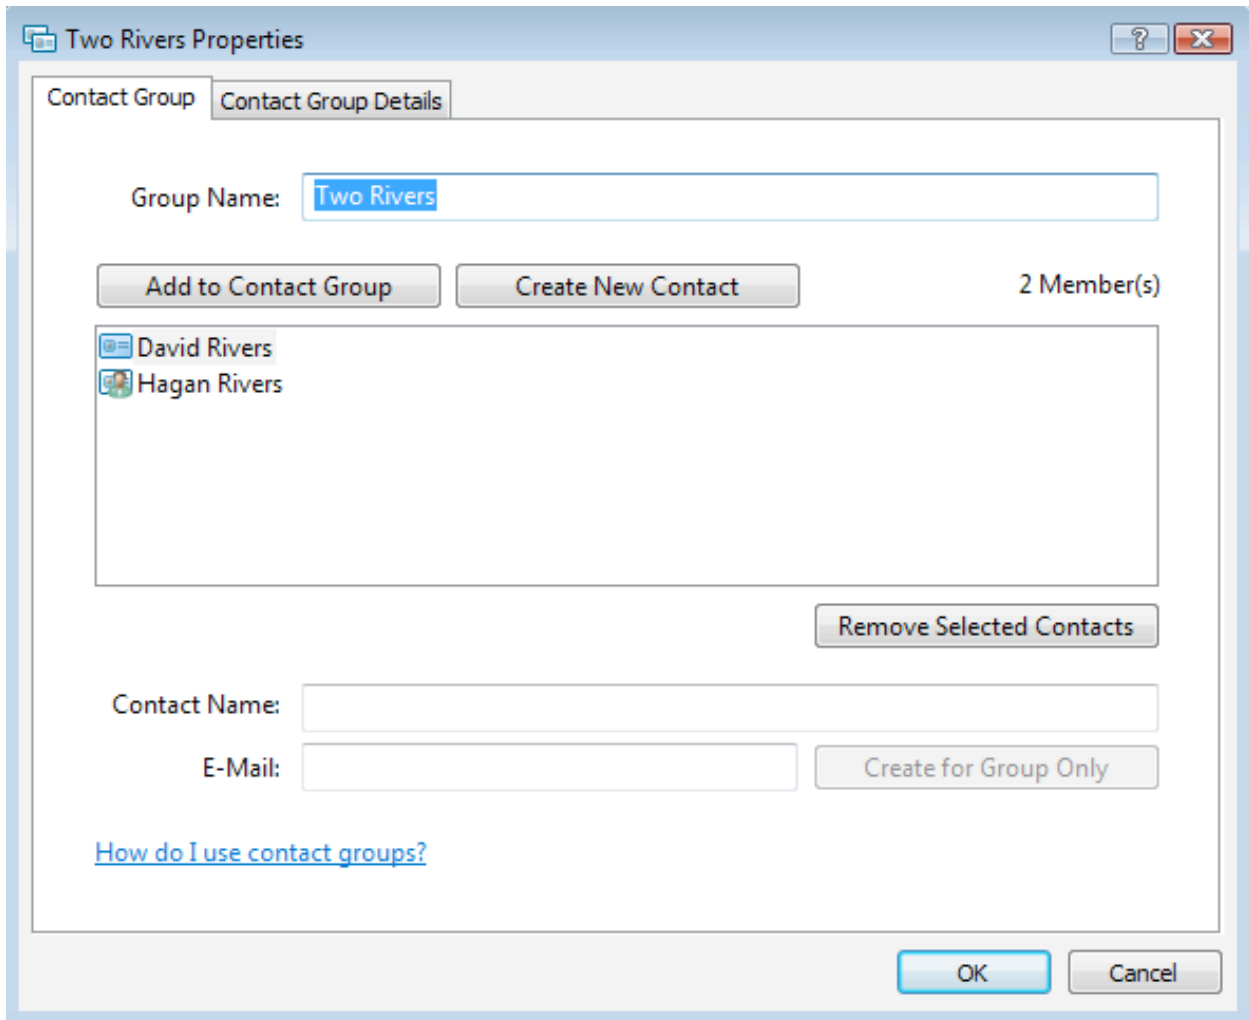 Two Rivers Properties
Contact Group
Contact Group Details
Group Name: Two Rivers
Add to Contact Group
Create New Contact
2 Member(s)
David Rivers
Hagan Rivers
Remove Selected Contacts
Contact Name:
E-Mail:
Create for Group Only
How do I use contact groups?
OK
Cancel